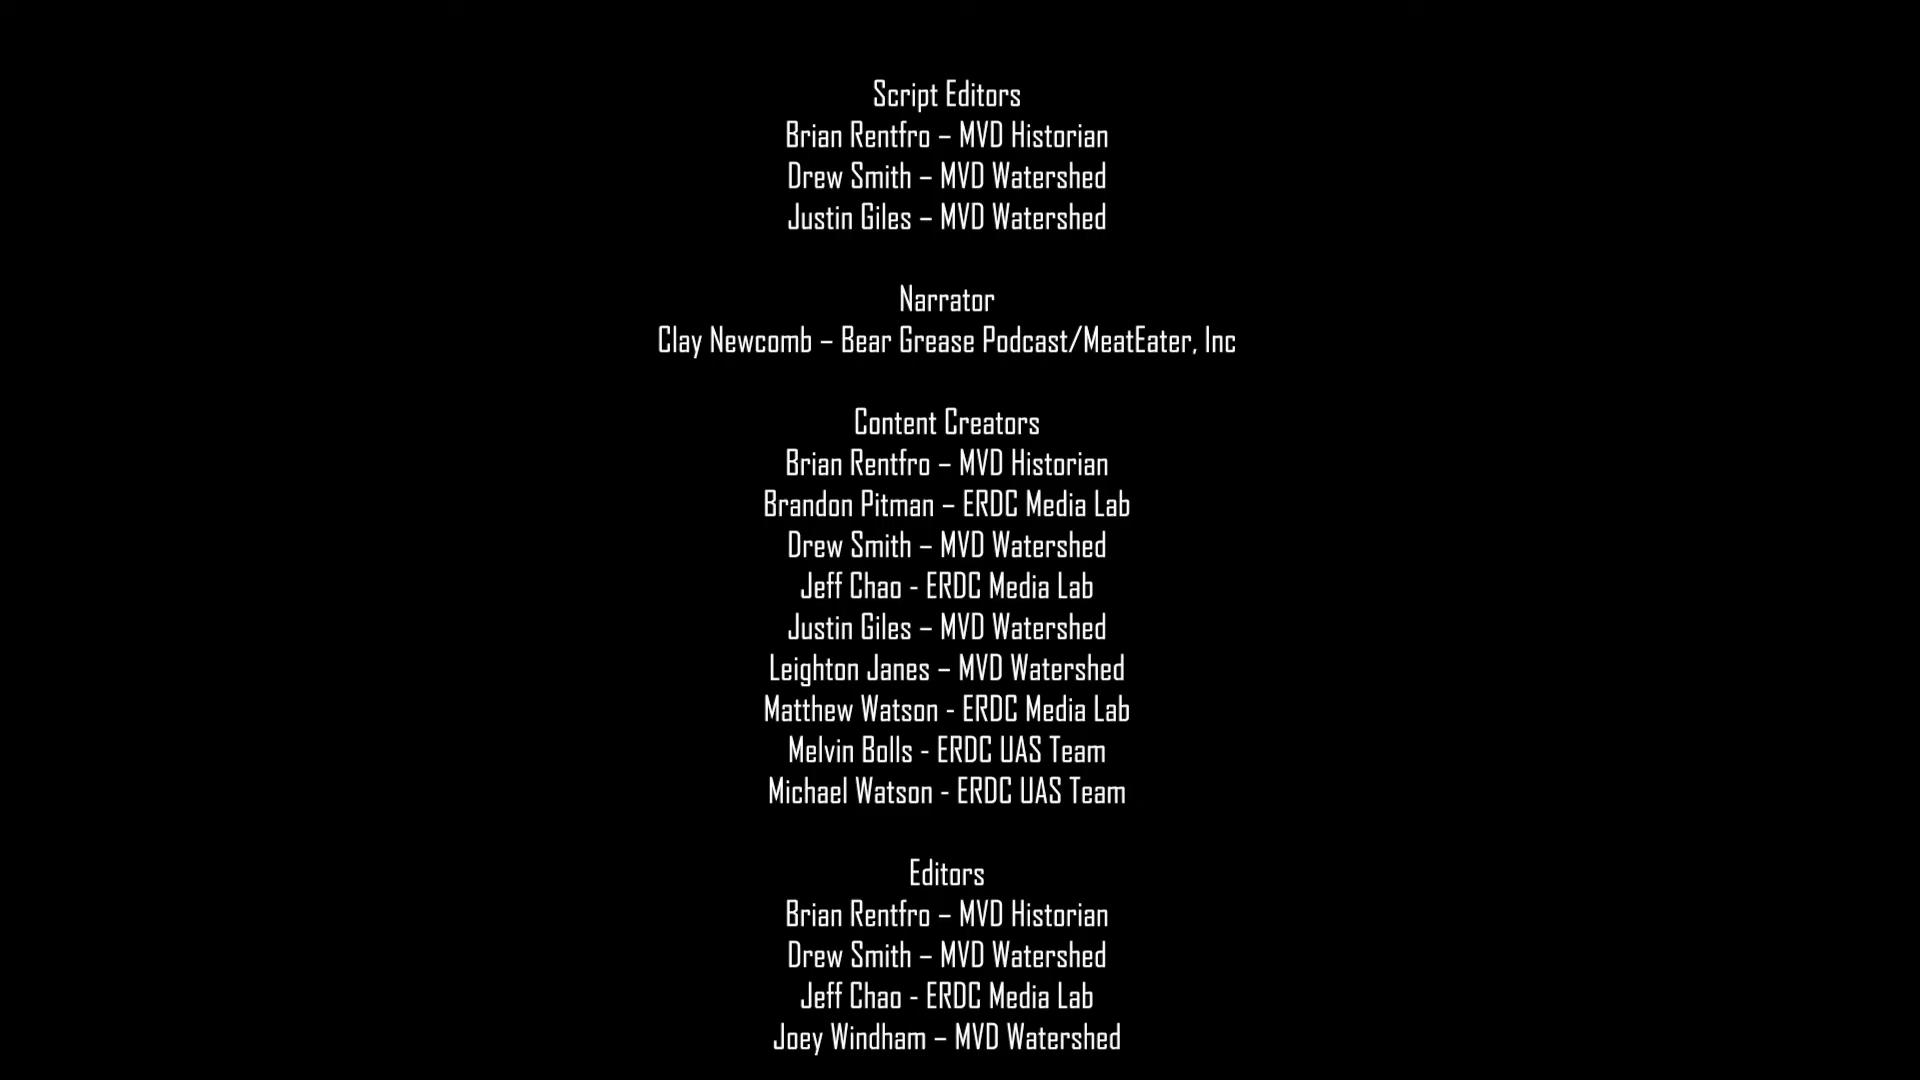 Script Editors
Brian Rentfro – MVD Historian
Drew Smith – MVD Watershed
Justin Giles – MVD Watershed
Narrator
Clay Newcomb – Bear Grease Podcast/MeatEater, Inc
Content Creators
Brian Rentfro – MVD Historian
Brandon Pitman – ERDC Media Lab
Drew Smith – MVD Watershed
Jeff Chao - ERDC Media Lab
Justin Giles – MVD Watershed
Leighton Janes – MVD Watershed
Matthew Watson - ERDC Media Lab
Melvin Bolls - ERDC UAS Team
Michael Watson - ERDC UAS Team
Editors
Brian Rentfro – MVD Historian
Drew Smith – MVD Watershed
Jeff Chao - ERDC Media Lab
Joey Windham – MVD Watershed